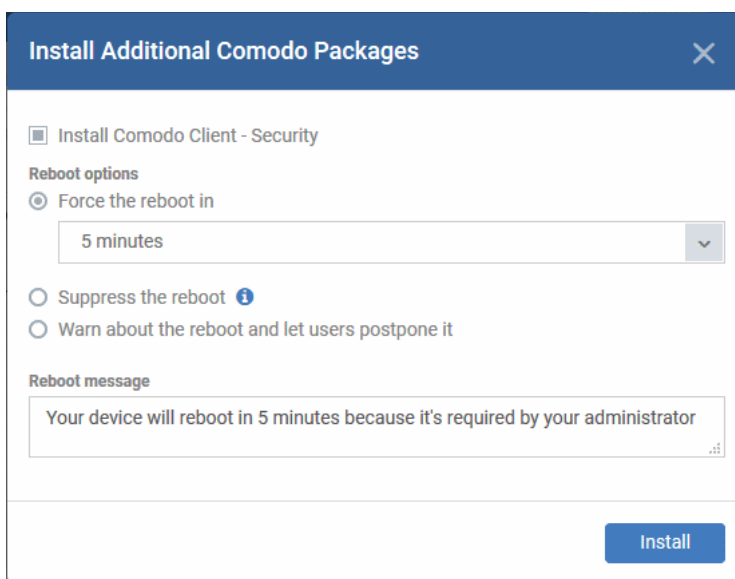 Install Additional Comodo Packages
Install Comodo Client - Security
Reboot options
Force the reboot in
5 minutes
Suppress the reboot
Warn about the reboot and let users postpone it
Reboot message
Your device will reboot in 5 minutes because it's required by your administrator
Install